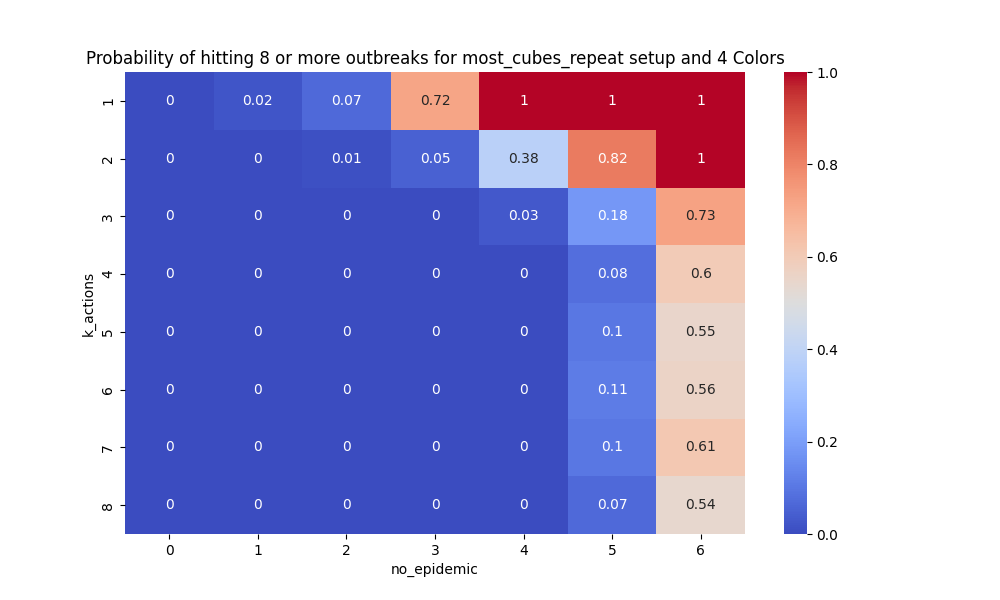 Probability of hitting 8 or more outbreaks for most_cubes_repeat setup and 4 Colors
1 0 0.02 0.07 0.72 1 1 1
2 0 0 0.01 0.05 0.38 0.82 1
3 0 0 0 0 0.03 0.18 0.73
4 0 0 0 0 0 0.08 0.6
5 0 0 0 0 0 0.1 0.55
6 0 0 0 0 0 0.11 0.56
7 0 0 0 0 0 0.1 0.61
8 0 0 0 0 0 0.07 0.54
k_actions
0 1 2 3 4 5 6
no_epidemic
1.0
0.8
0.6
0.4
0.2
0.0